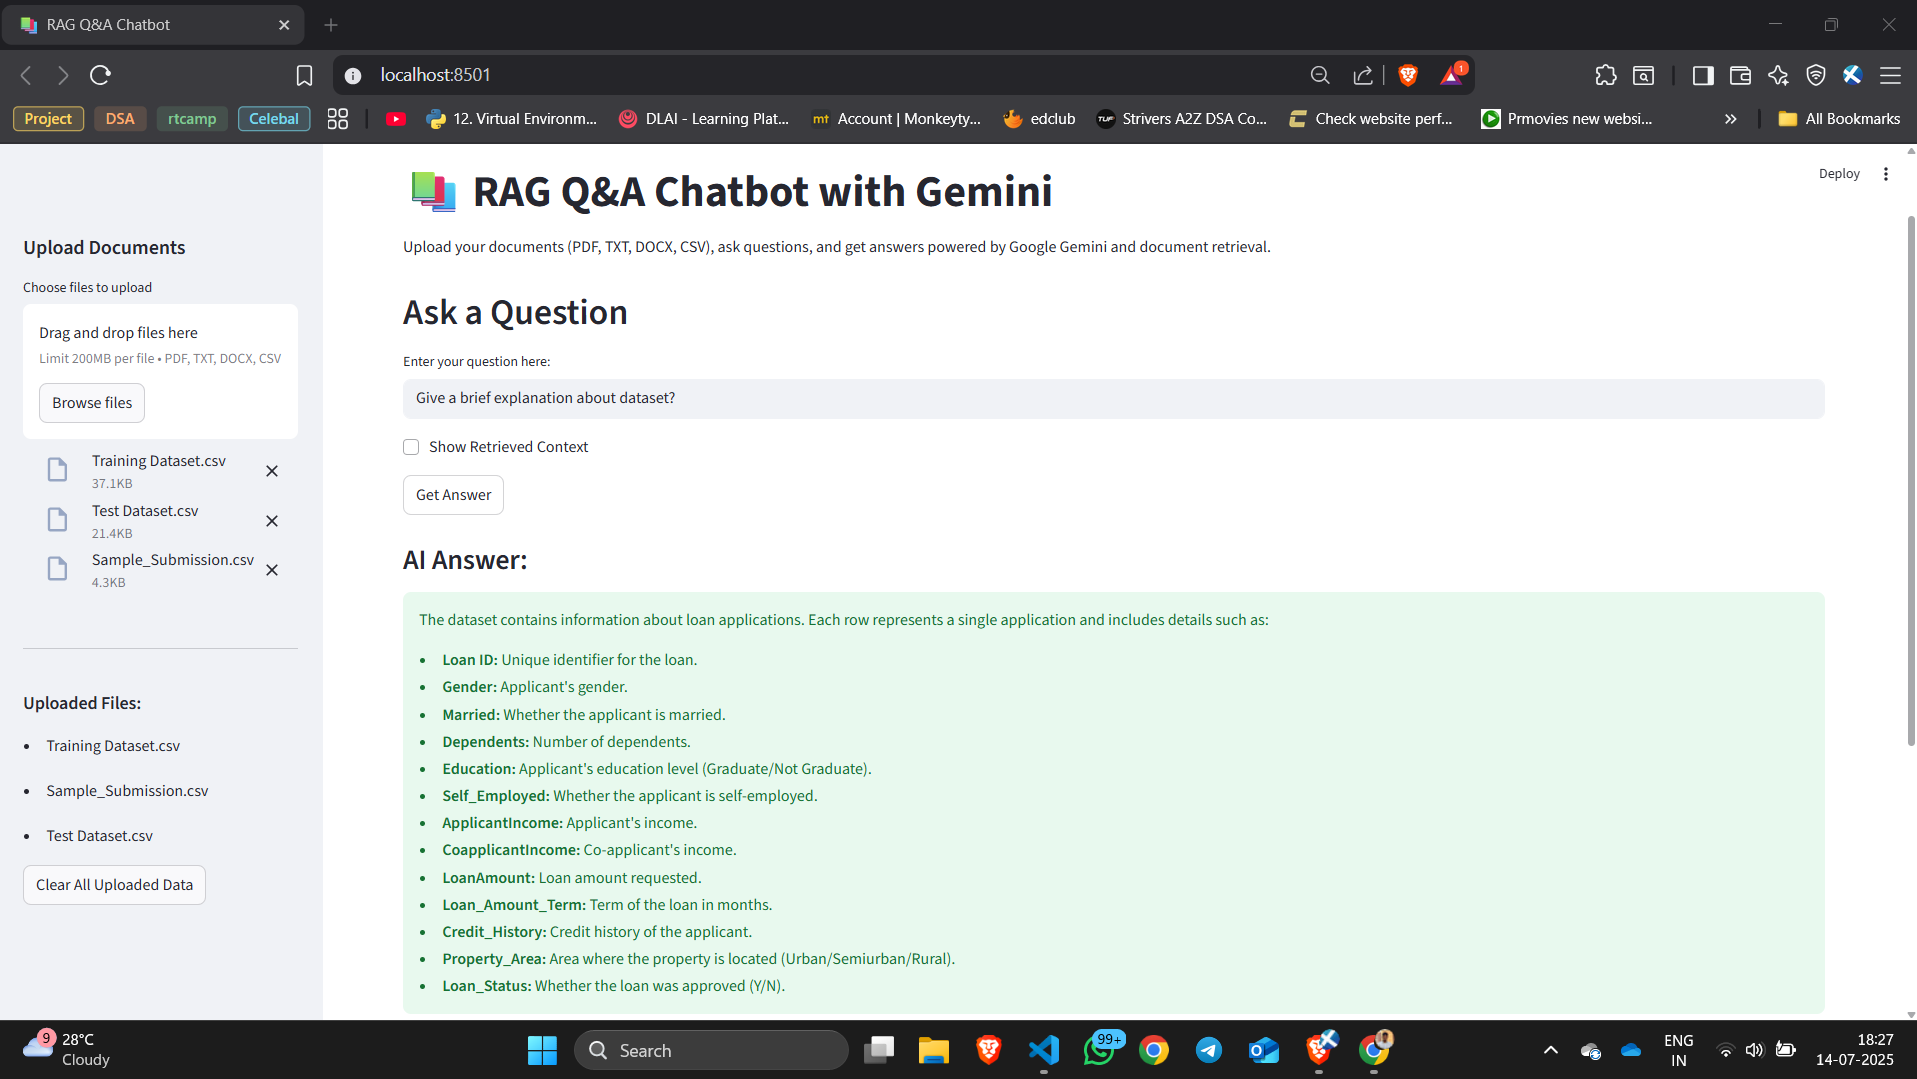 RAG Q&A Chatbot
localhost:8501
1
Project
DSA
rtcamp
Celebal
12. Virtual Environm...
DLAI - Learning Plat...
mt
Account | Monkeyty...
edclub
TUF
Strivers A2Z DSA Co...
Check website perf...
Prmovies new websi...
All Bookmarks
Deploy
Upload Documents
Choose files to upload
Drag and drop files here
Limit 200MB per file • PDF, TXT, DOCX, CSV
Browse files
Training Dataset.csv
37.1KB
Test Dataset.csv
21.4KB
Sample_Submission.csv
4.3KB
Uploaded Files:
• Training Dataset.csv
• Sample_Submission.csv
• Test Dataset.csv
Clear All Uploaded Data
RAG Q&A Chatbot with Gemini
Upload your documents (PDF, TXT, DOCX, CSV), ask questions, and get answers powered by Google Gemini and document retrieval.
Ask a Question
Enter your question here:
Give a brief explanation about dataset?
Show Retrieved Context
Get Answer
AI Answer:
The dataset contains information about loan applications. Each row represents a single application and includes details such as:
• Loan ID: Unique identifier for the loan.
• Gender: Applicant's gender.
• Married: Whether the applicant is married.
• Dependents: Number of dependents.
• Education: Applicant's education level (Graduate/Not Graduate).
• Self_Employed: Whether the applicant is self-employed.
• ApplicantIncome: Applicant's income.
• CoapplicantIncome: Co-applicant's income.
• LoanAmount: Loan amount requested.
• Loan_Amount_Term: Term of the loan in months.
• Credit_History: Credit history of the applicant.
• Property_Area: Area where the property is located (Urban/Semiurban/Rural).
• Loan_Status: Whether the loan was approved (Y/N).
9
28°C
Cloudy
Search
99+
ENG
IN
18:27
14-07-2025